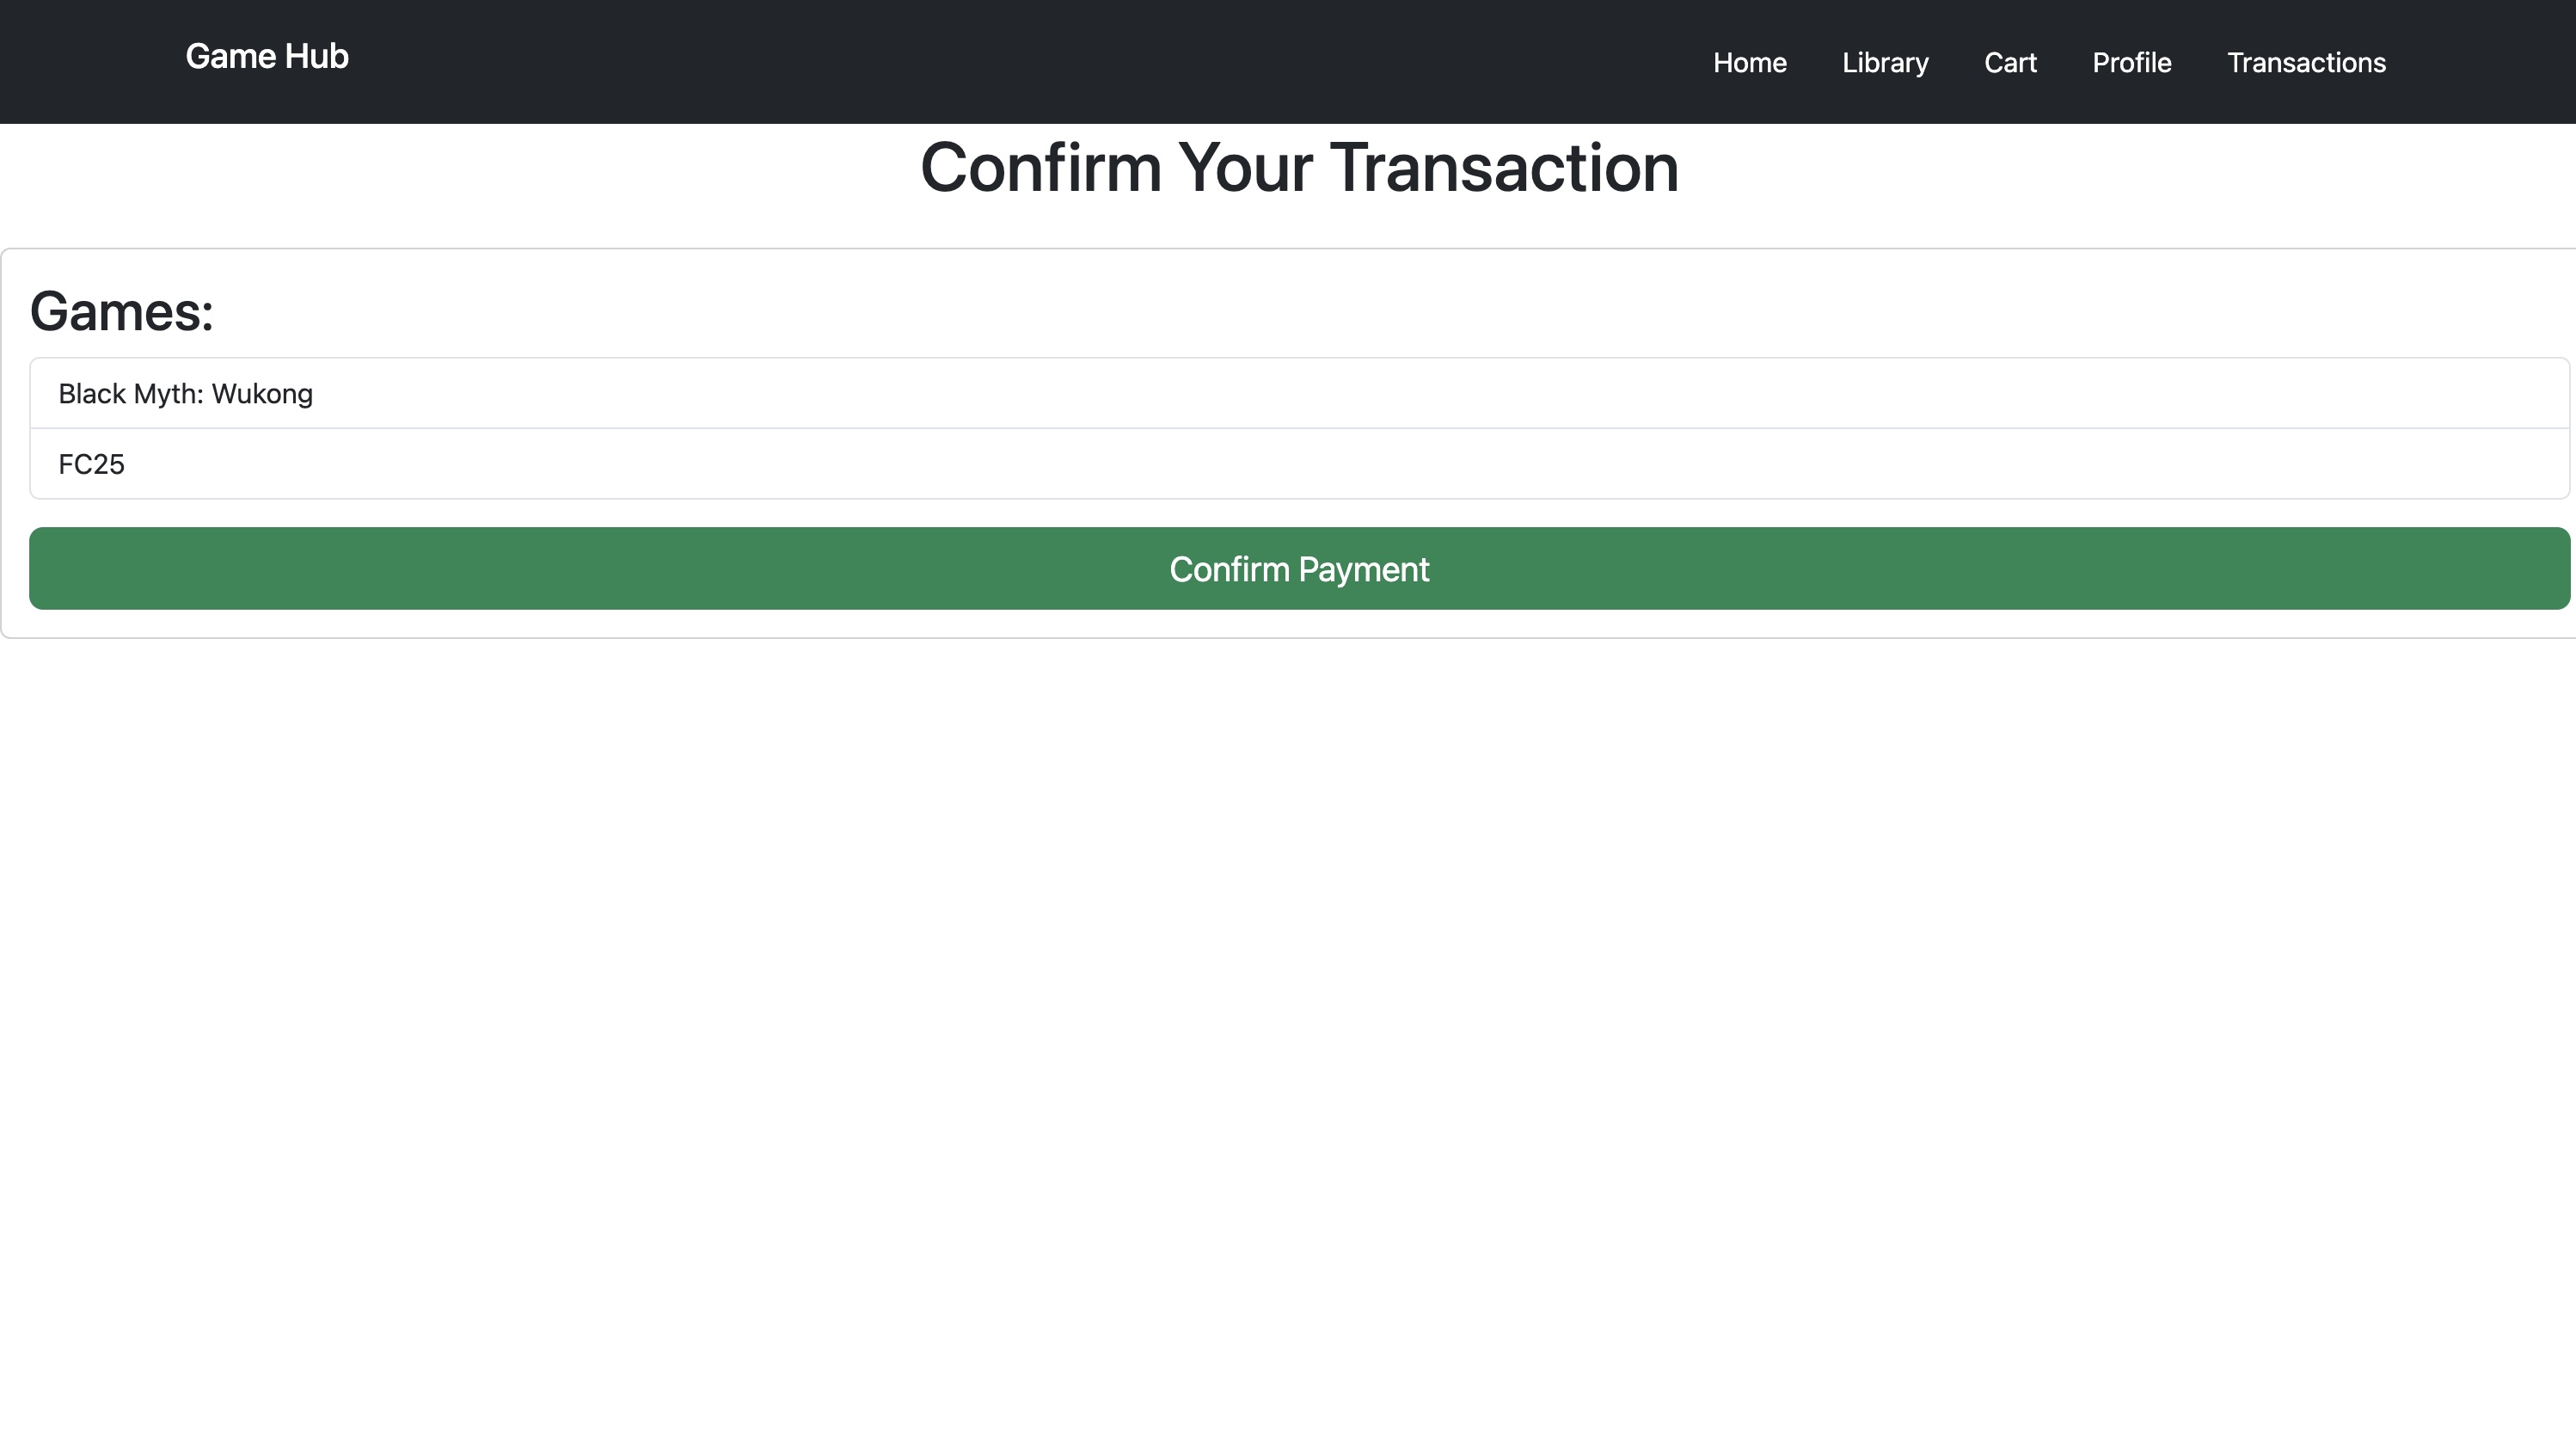 Game Hub
Home Library Cart Profile Transactions
Confirm Your Transaction
Games:
Black Myth: Wukong
FC25
Confirm Payment